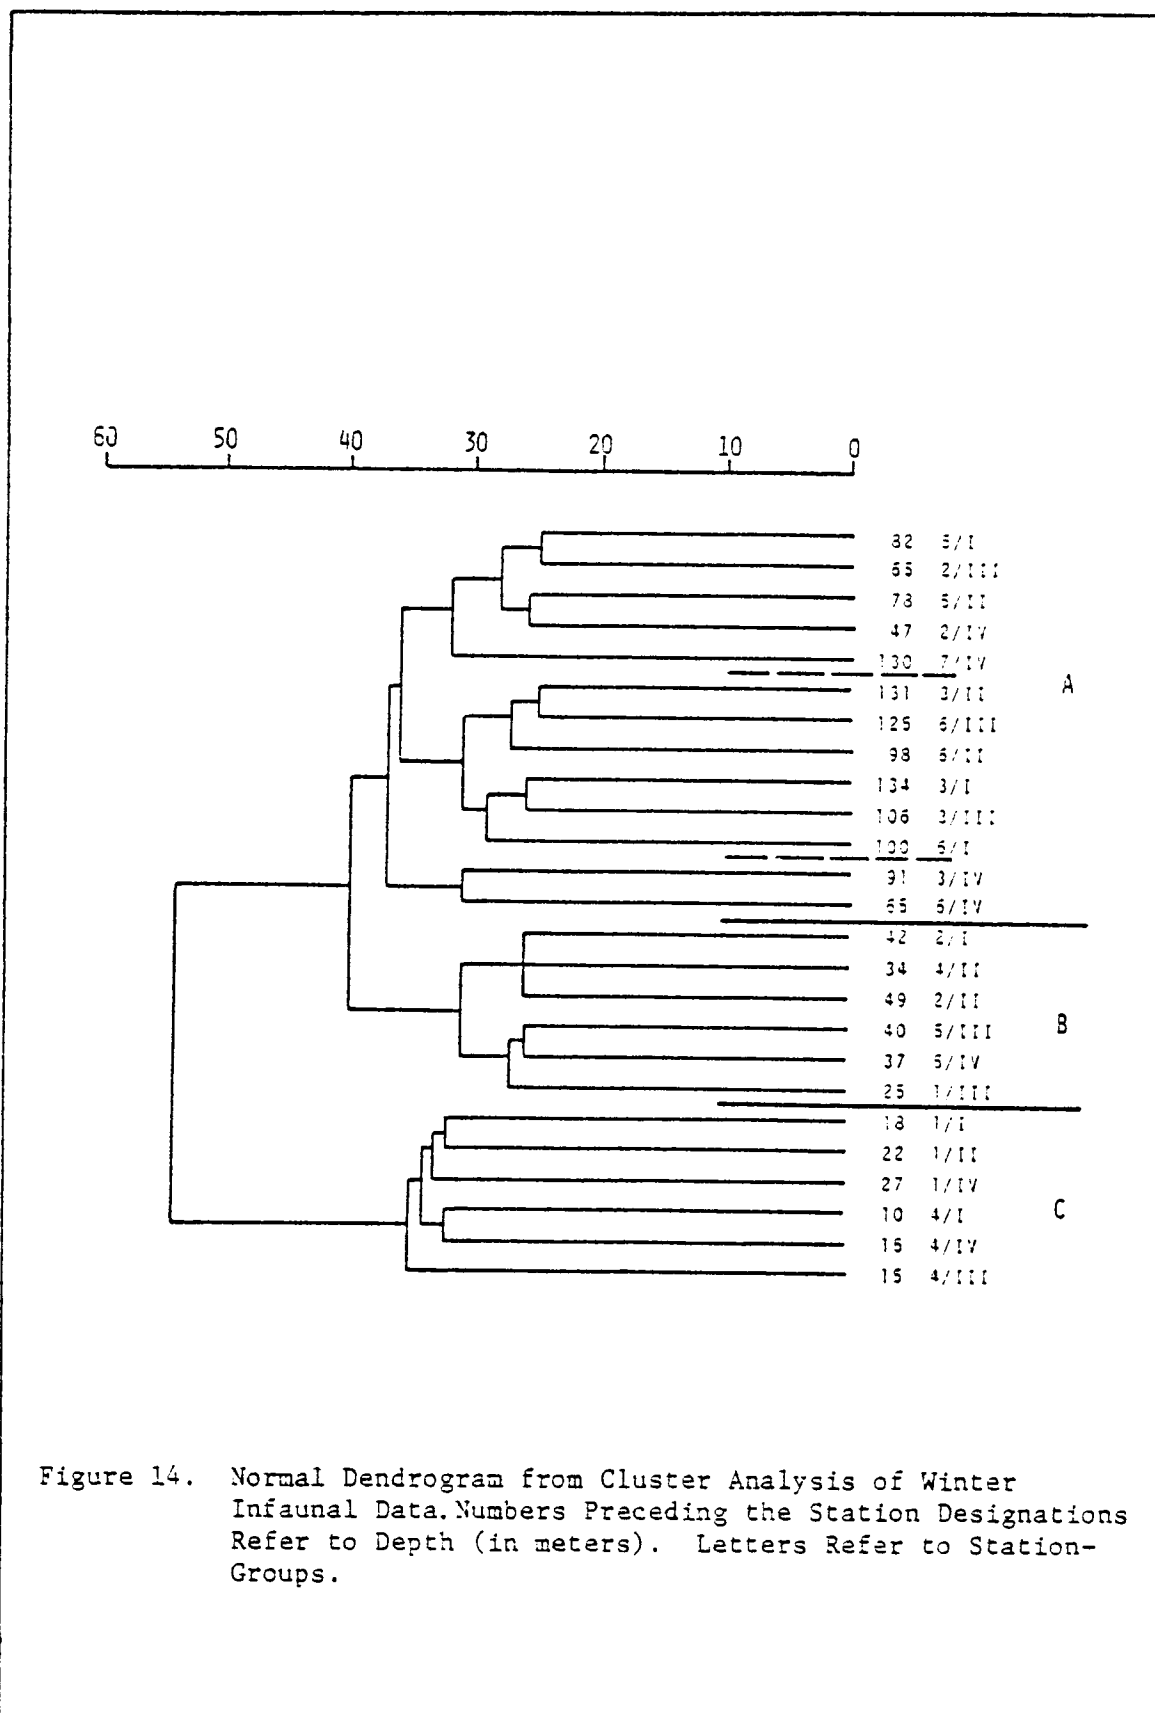 60 50 40 30 20 10 0
82 5/I
65 2/III
78 5/II
47 2/IV
130 7/IV
A
131 3/II
125 6/III
98 6/II
134 3/I
106 3/III
100 6/I
91 3/IV
65 6/IV
42 2/I
34 4/II
49 2/II
40 5/III
B
37 5/IV
25 1/III
18 1/I
22 1/II
27 1/IV
C
10 4/I
15 4/IV
15 4/III
Figure 14. Normal Dendrogram from Cluster Analysis of Winter
Infaunal Data.Numbers Preceding the Station Designations
Refer to Depth (in meters). Letters Refer to Station-
Groups.